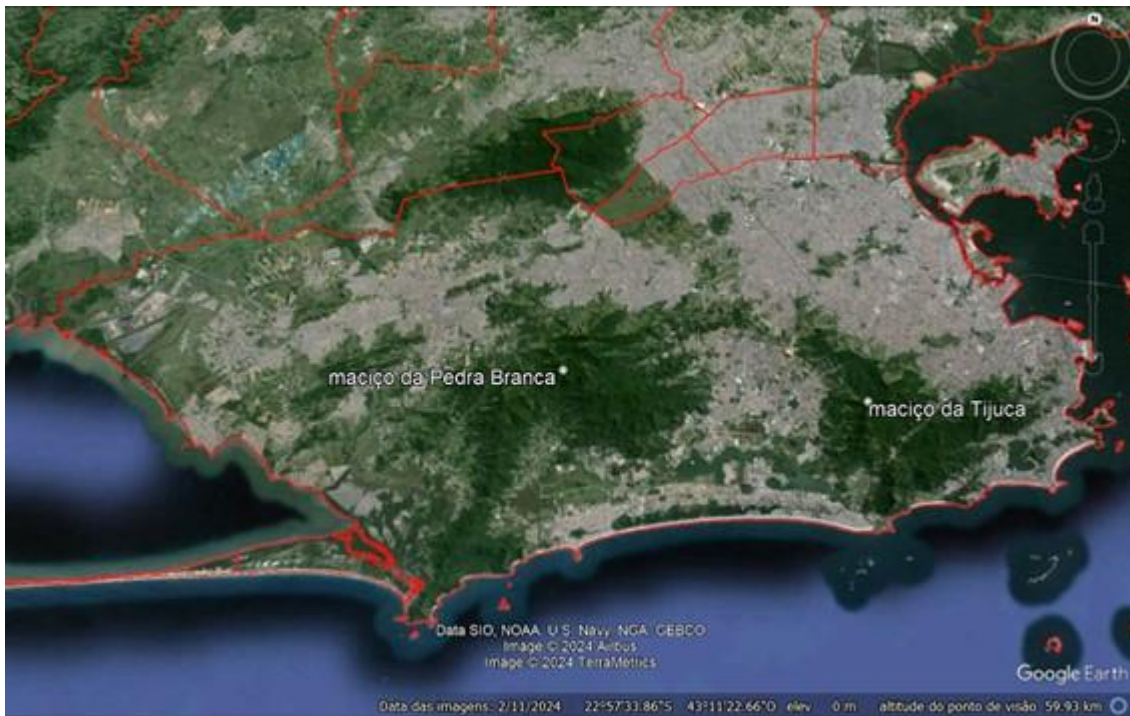 N
maciço da Pedra Branca
maciço da Tijuca
Data SIO, NOAA, U.S. Navy, NGA, GEBCO
Image © 2024 Airbus
Image © 2024 TerraMetrics
Google Earth
Data das imagens: 2/11/2024 22°57'33.86"S 43°11'22.66"O elev 0 m altitude do ponto de visão 59.93 km